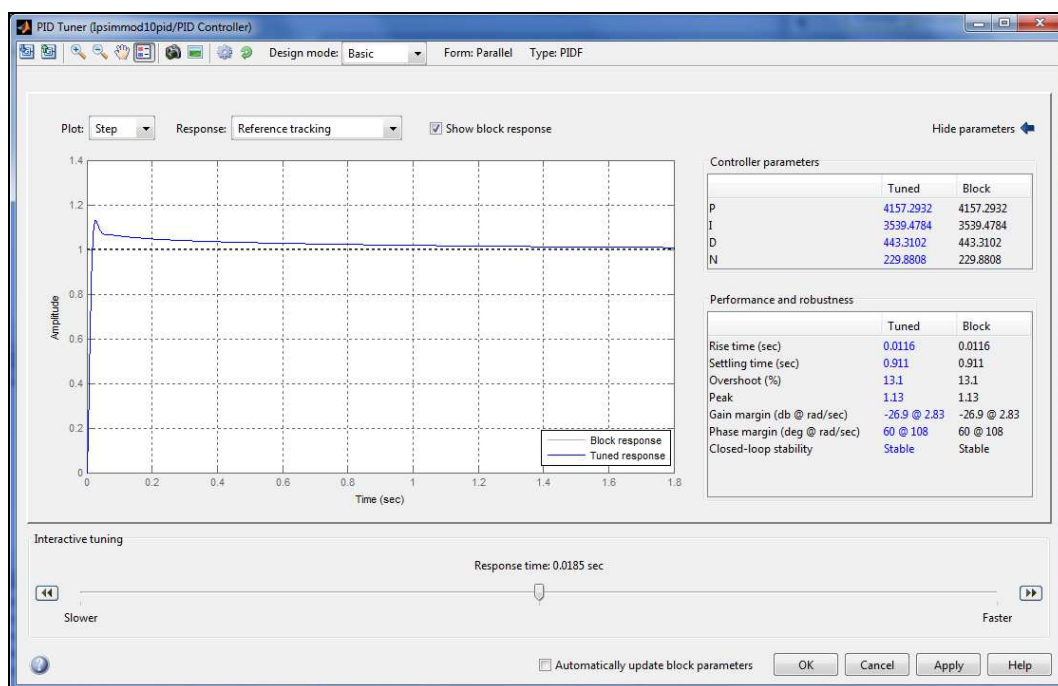 PID Tuner (lpsimmod10pid/PID Controller)
Design mode: Basic Form: Parallel Type: PIDF
Plot: Step Response: Reference tracking Show block response Hide parameters
1.4
1.2
1
0.8
0.6
0.4
0.2
0
Amplitude
0 0.2 0.4 0.6 0.8 1 1.2 1.4 1.6 1.8
Time (sec)
Block response
Tuned response
Controller parameters
Tuned Block
P 4157.2932 4157.2932
I 3539.4784 3539.4784
D 443.3102 443.3102
N 229.8808 229.8808
Performance and robustness
Tuned Block
Rise time (sec) 0.0116 0.0116
Settling time (sec) 0.911 0.911
Overshoot (%) 13.1 13.1
Peak 1.13 1.13
Gain margin (db @ rad/sec) -26.9 @ 2.83 -26.9 @ 2.83
Phase margin (deg @ rad/sec) 60 @ 108 60 @ 108
Closed-loop stability Stable Stable
Interactive tuning
Response time: 0.0185 sec
Slower Faster
Automatically update block parameters OK Cancel Apply Help